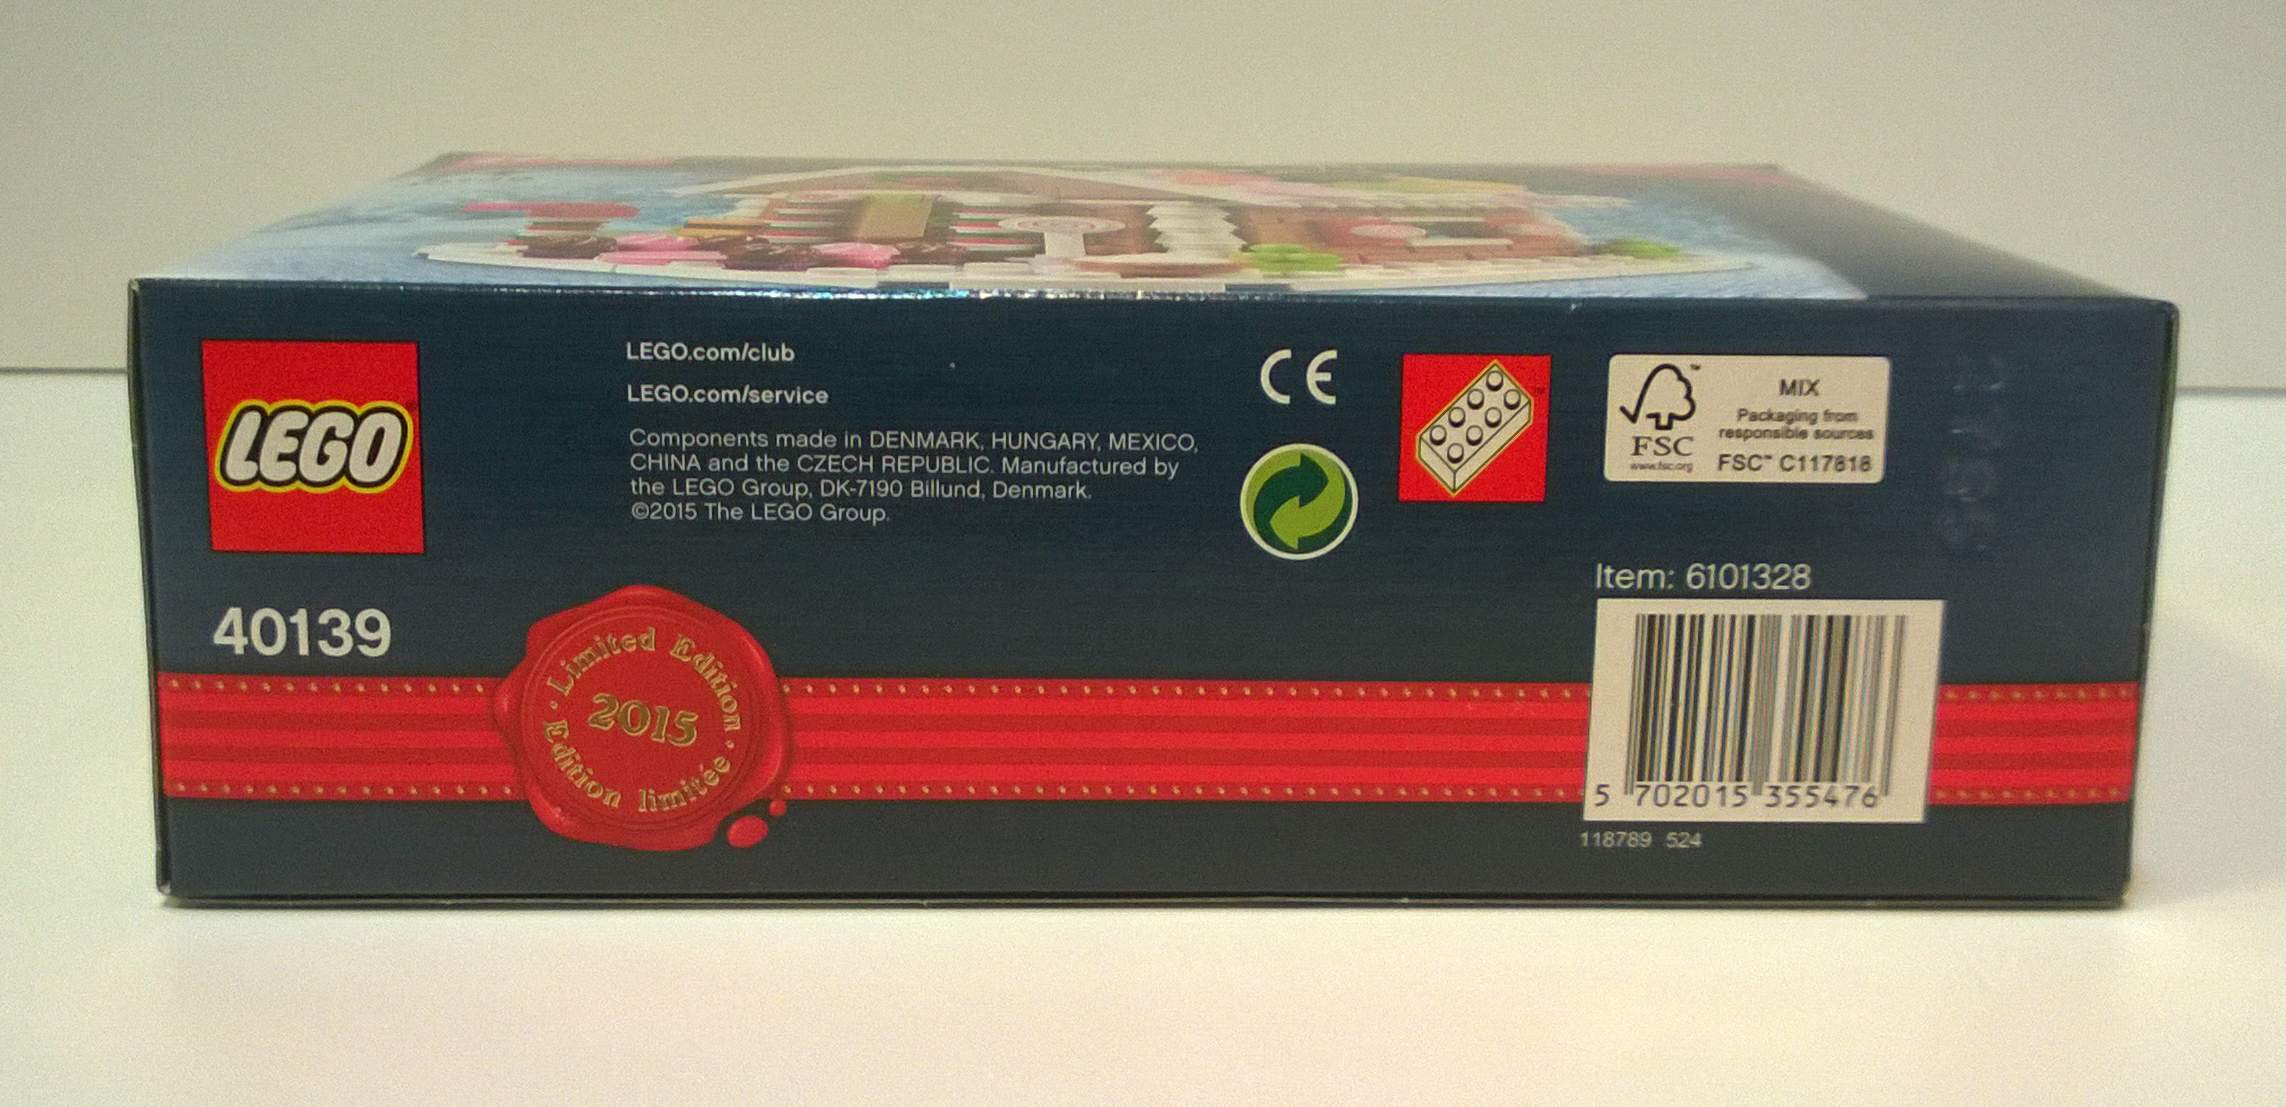 LEGO
40139
LEGO.com/club
LEGO.com/service
Components made in DENMARK, HUNGARY, MEXICO,
CHINA and the CZECH REPUBLIC. Manufactured by
the LEGO Group, DK-7190 Billund, Denmark.
©2015 The LEGO Group.
Limited Edition
2015
Edition limitée
CE
FSC
www.fsc.org
MIX
Packaging from
responsible sources
FSC™ C117818
Item: 6101328
5 702015 355476
118789 524